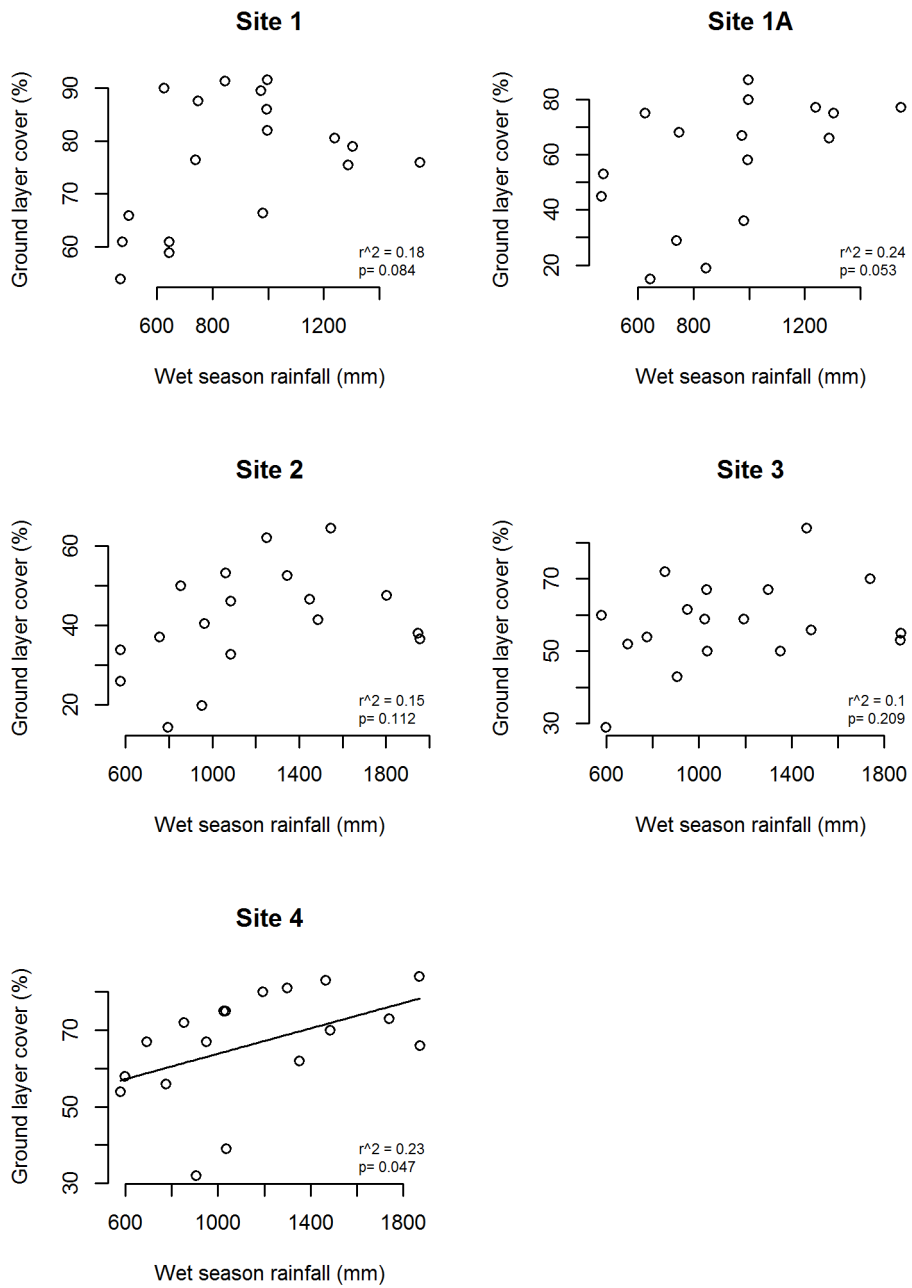 Site 1
Ground layer cover (%)
90
80
70
60
r^2 = 0.18
p= 0.084
600 800 1200
Wet season rainfall (mm)
Site 1A
Ground layer cover (%)
80
60
40
20
r^2 = 0.24
p= 0.053
600 800 1200
Wet season rainfall (mm)
Site 2
Ground layer cover (%)
60
40
20
r^2 = 0.15
p= 0.112
600 1000 1400 1800
Wet season rainfall (mm)
Site 3
Ground layer cover (%)
70
50
30
r^2 = 0.1
p= 0.209
600 1000 1400 1800
Wet season rainfall (mm)
Site 4
Ground layer cover (%)
70
50
30
r^2 = 0.23
p= 0.047
600 1000 1400 1800
Wet season rainfall (mm)